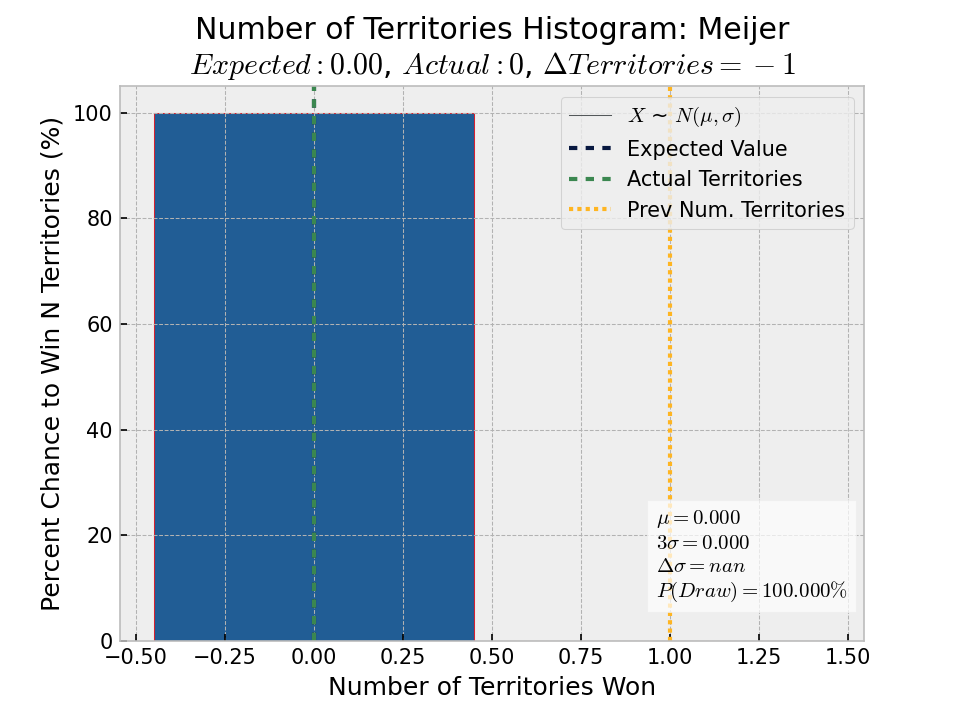 Number of Territories Histogram: Meijer
Expected : 0.00, Actual : 0, ΔTerritories = −1
X ~ N(μ, σ)
Expected Value
Actual Territories
Prev Num. Territories
Percent Chance to Win N Territories (%)
100
80
60
40
20
0
μ = 0.000
3σ = 0.000
Δσ = nan
P(Draw) = 100.000%
−0.50 −0.25 0.00 0.25 0.50 0.75 1.00 1.25 1.50
Number of Territories Won